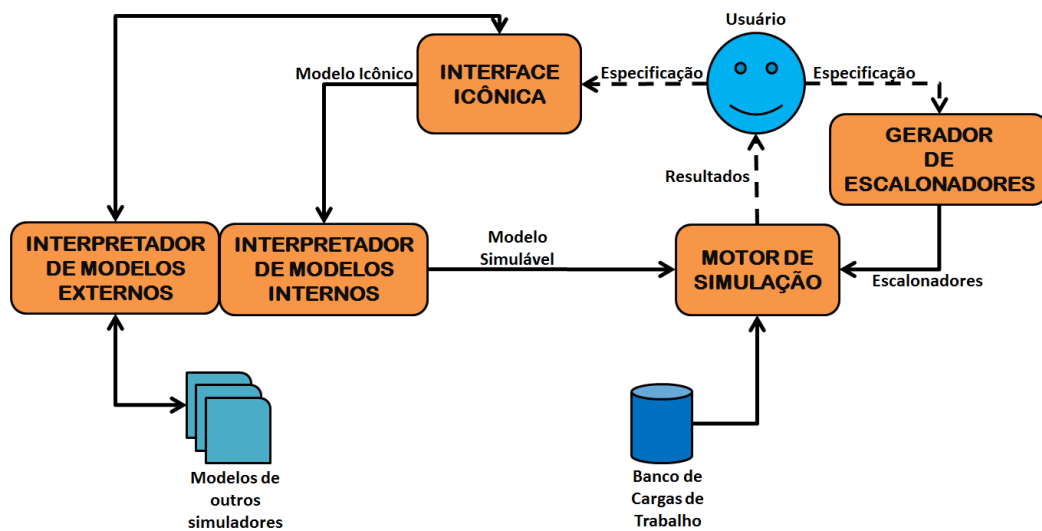 Usuário
Modelo Icônico
INTERFACE
ICÔNICA
Especificação
Especificação
GERADOR
DE
ESCALONADORES
Resultados
INTERPRETADOR
DE MODELOS
EXTERNOS
INTERPRETADOR
DE MODELOS
INTERNOS
Modelo
Simulável
MOTOR DE
SIMULAÇÃO
Escalonadores
Modelos de
outros
simuladores
Banco de
Cargas de
Trabalho